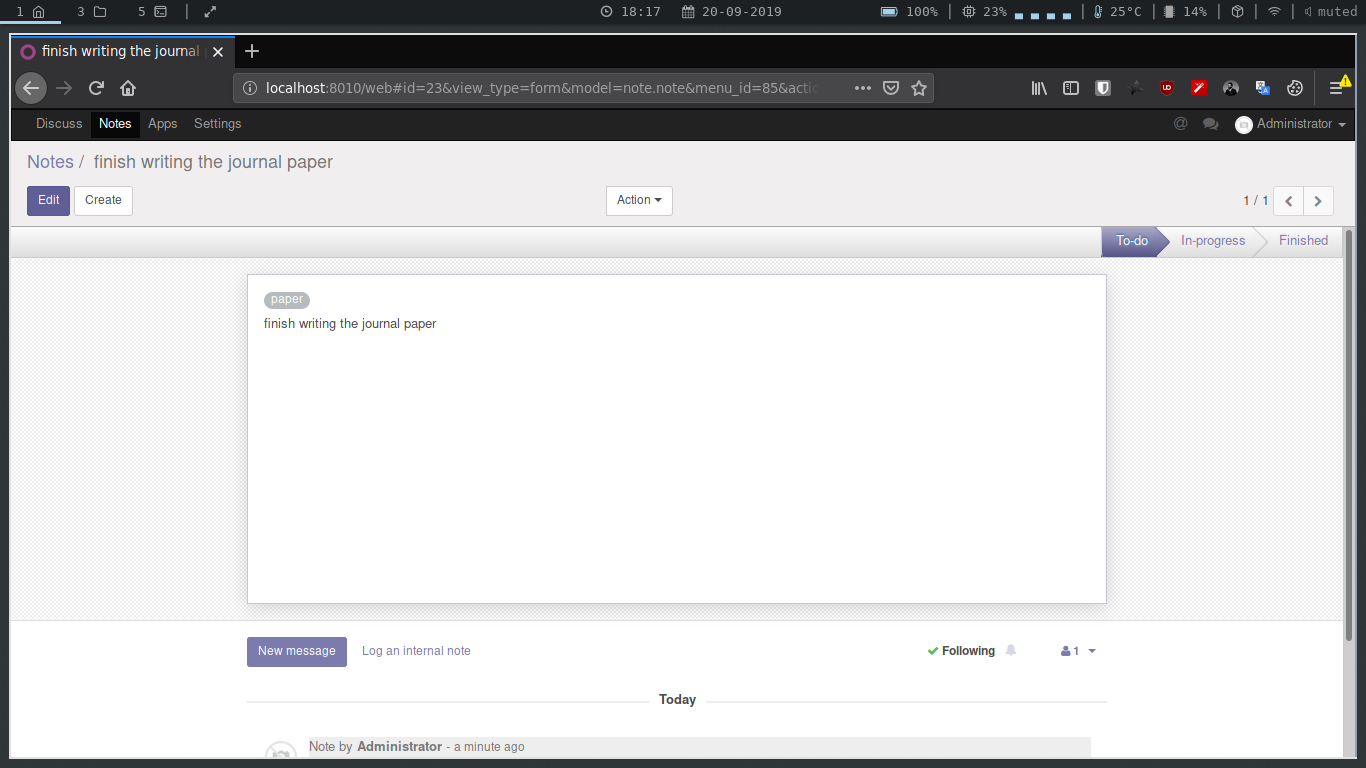 1 3 5 18:17 20-09-2019 100% 23% 25°C 14% muted
finish writing the journal
localhost:8010/web#id=23&view_type=form&model=note.note&menu_id=85&acti
Discuss Notes Apps Settings @ Administrator
Notes / finish writing the journal paper
Edit Create Action 1 / 1
To-do In-progress Finished
paper
finish writing the journal paper
New message Log an internal note Following 1
Today
Note by Administrator - a minute ago